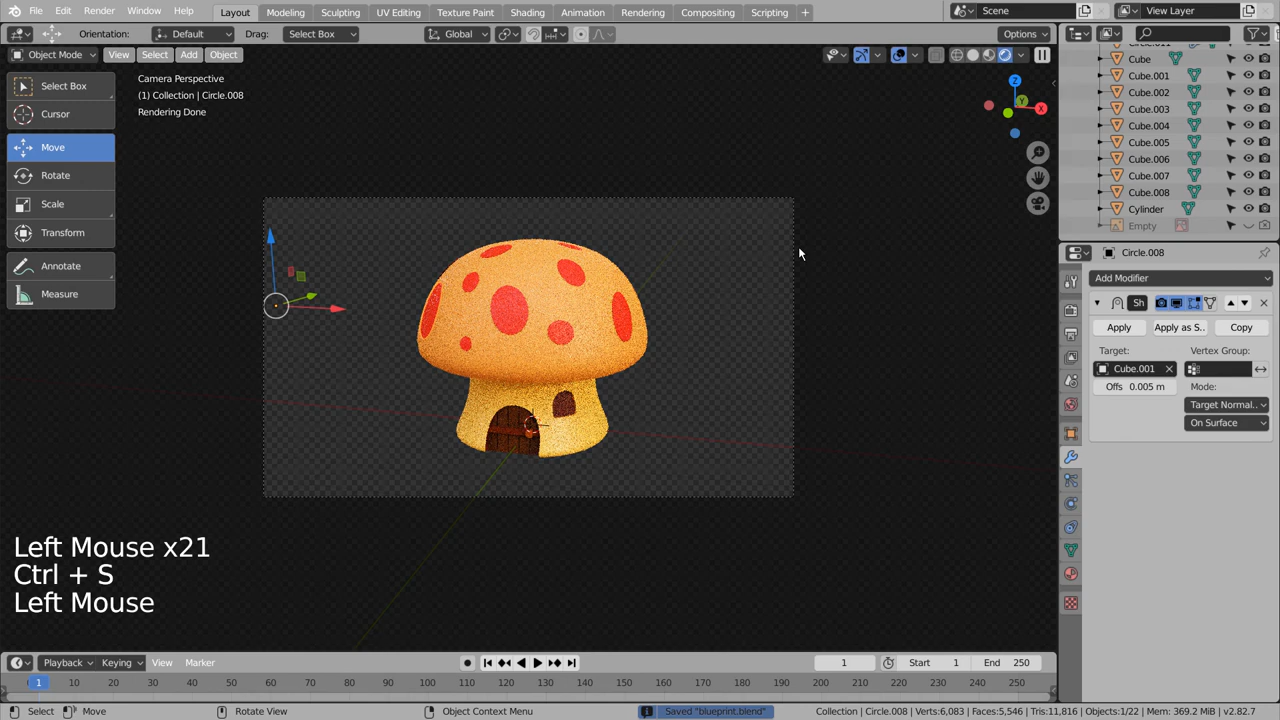 File Edit Render Window Help Layout Modeling Sculpting UV Editing Texture Paint Shading Animation Rendering Compositing Scripting + Scene View Layer
Orientation: Default Drag: Select Box Global Options
Object Mode View Select Add Object
Camera Perspective
(1) Collection | Circle.008
Rendering Done
Select Box
Cursor
Move
Rotate
Scale
Transform
Annotate
Measure
Z
Y
X
Cube
Cube.001
Cube.002
Cube.003
Cube.004
Cube.005
Cube.006
Cube.007
Cube.008
Cylinder
Empty
Circle.008
Add Modifier
Sh
Apply Apply as S.. Copy
Target: Vertex Group:
Cube.001
Offs 0.005 m Mode:
Target Normal..
On Surface
Left Mouse x21
Ctrl + S
Left Mouse
Playback Keying View Marker 1 Start 1 End 250
1 10 20 30 40 50 60 70 80 90 100 110 120 130 140 150 160 170 180 190 200 210 220 230 240 250
Select Move Rotate View Object Context Menu Saved "blueprint.blend" Collection | Circle.008 | Verts:6,083 | Faces:5,546 | Tris:11,816 | Objects:1/22 | Mem: 369.2 MiB | v2.82.7